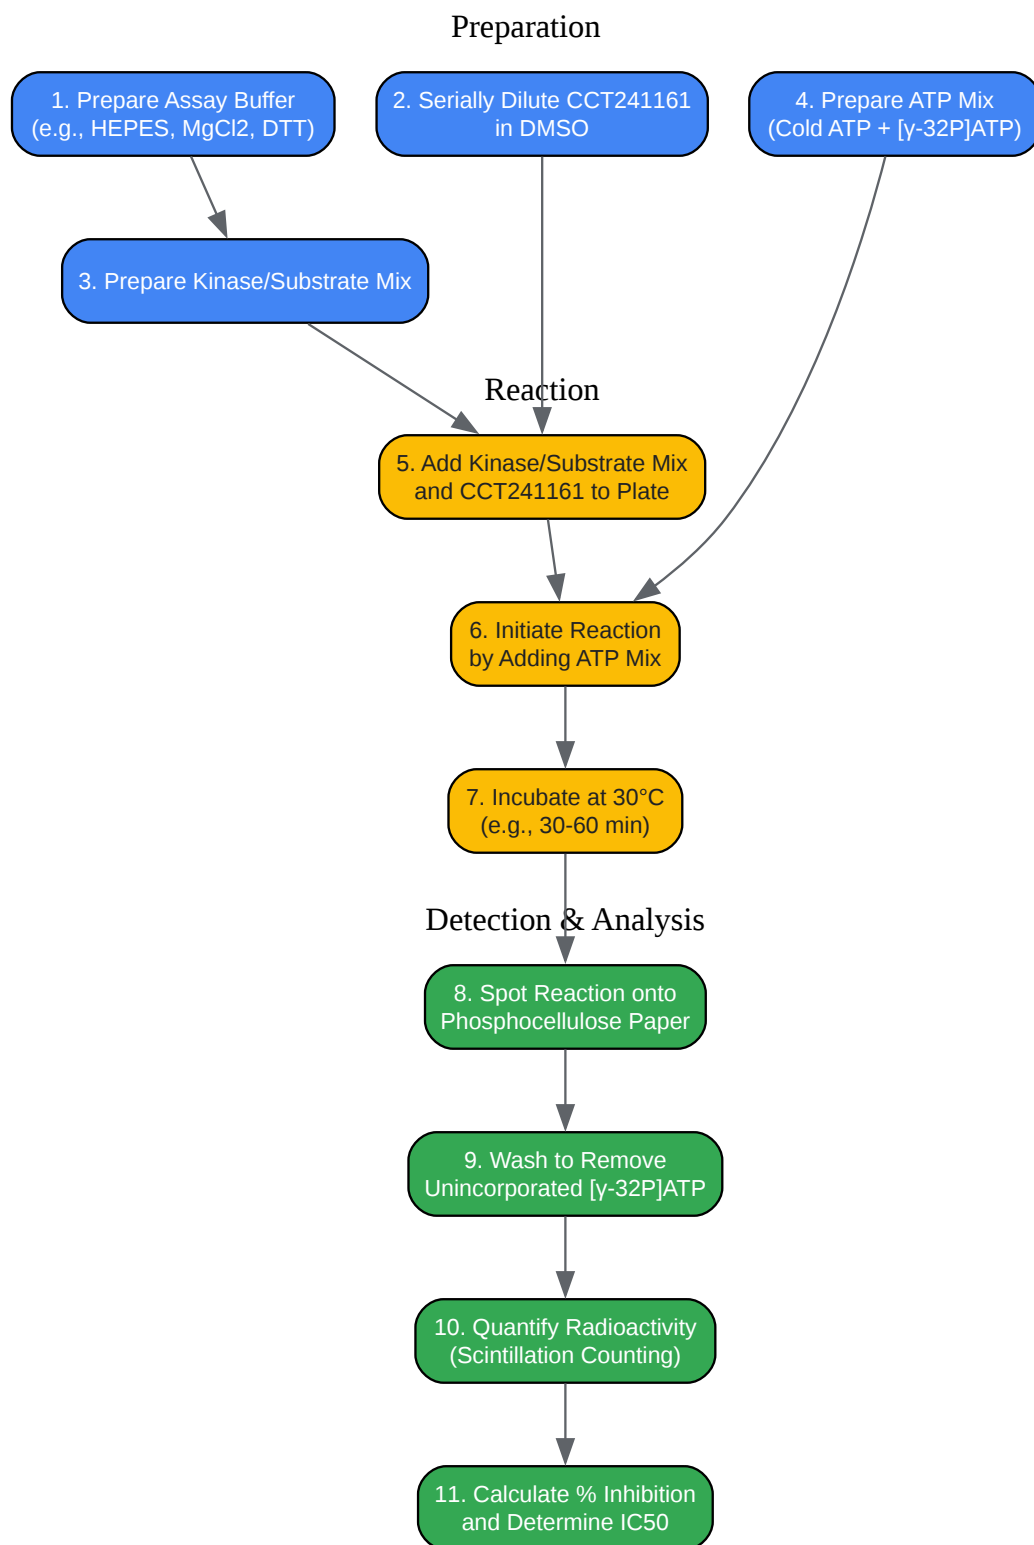 Preparation
1. Prepare Assay Buffer
(e.g., HEPES, MgCl2, DTT)
2. Serially Dilute CCT241161
in DMSO
4. Prepare ATP Mix
(Cold ATP + [γ-32P]ATP)
3. Prepare Kinase/Substrate Mix
Reaction
5. Add Kinase/Substrate Mix
and CCT241161 to Plate
6. Initiate Reaction
by Adding ATP Mix
7. Incubate at 30°C
(e.g., 30-60 min)
Detection & Analysis
8. Spot Reaction onto
Phosphocellulose Paper
9. Wash to Remove
Unincorporated [γ-32P]ATP
10. Quantify Radioactivity
(Scintillation Counting)
11. Calculate % Inhibition
and Determine IC50